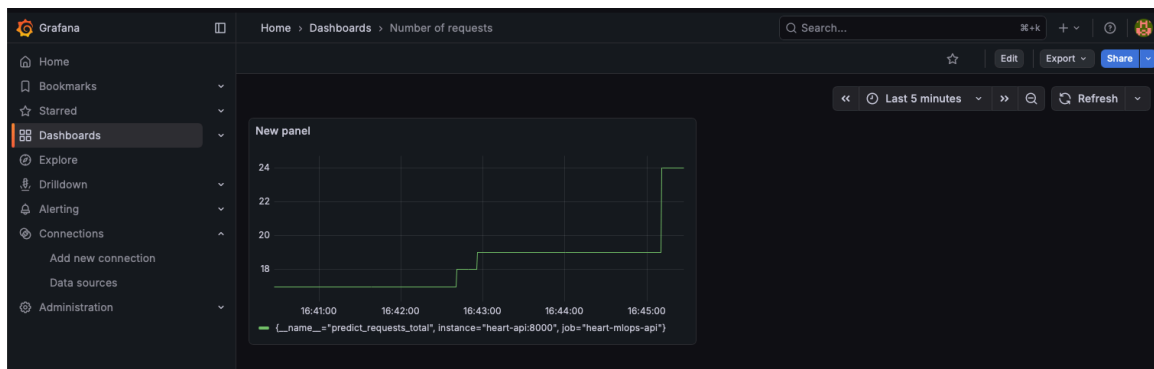 Grafana
Home › Dashboards › Number of requests
Search...
⌘+k
Home
Bookmarks
Starred
Dashboards
Explore
Drilldown
Alerting
Connections
Add new connection
Data sources
Administration
Edit
Export
Share
Last 5 minutes
Refresh
New panel
24
22
20
18
16:41:00 16:42:00 16:43:00 16:44:00 16:45:00
{__name__="predict_requests_total", instance="heart-api:8000", job="heart-mlops-api"}